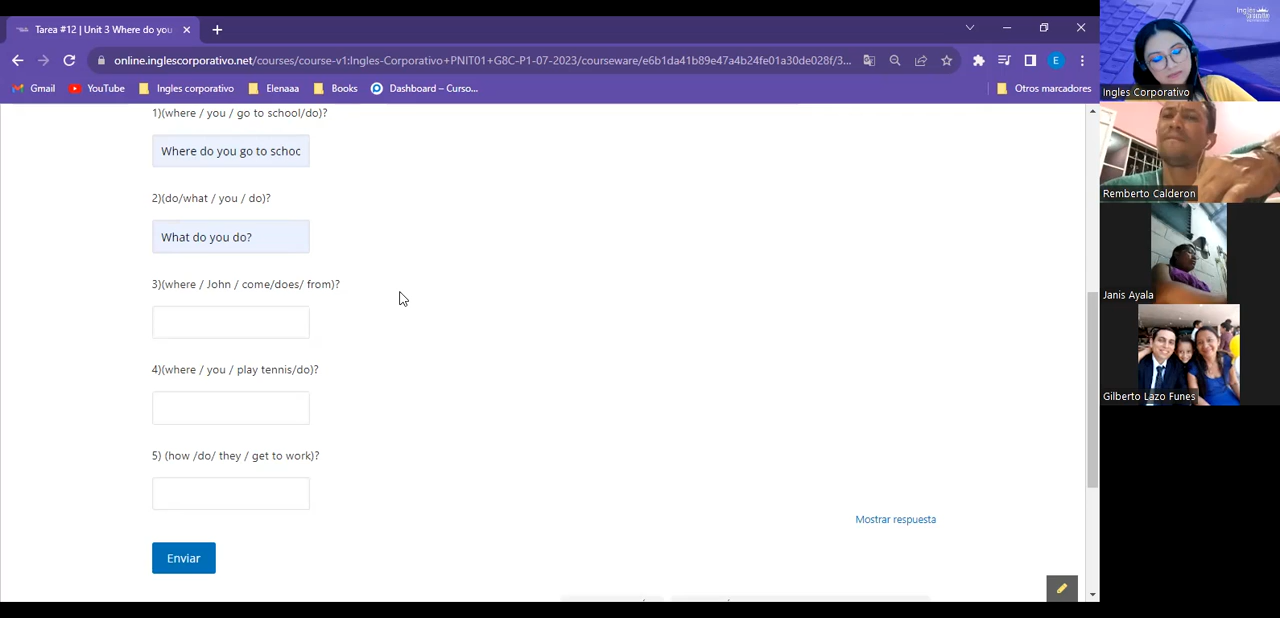 Tarea #12 | Unit 3 Where do you
online.inglescorporativo.net/courses/course-v1:Ingles-Corporativo+PNIT01+G8C-P1-07-2023/courseware/e6b1da41b89e47a4b24fe01a30de028f/3...
E
Gmail
YouTube
Ingles corporativo
Elenaaa
Books
Dashboard – Curso...
Otros marcadores
1)(where / you / go to school/do)?
Where do you go to schoc
2)(do/what / you / do)?
What do you do?
3)(where / John / come/does/ from)?
4)(where / you / play tennis/do)?
5) (how /do/ they / get to work)?
Mostrar respuesta
Enviar
Ingles Corporativo
Remberto Calderon
Janis Ayala
Gilberto Lazo Funes